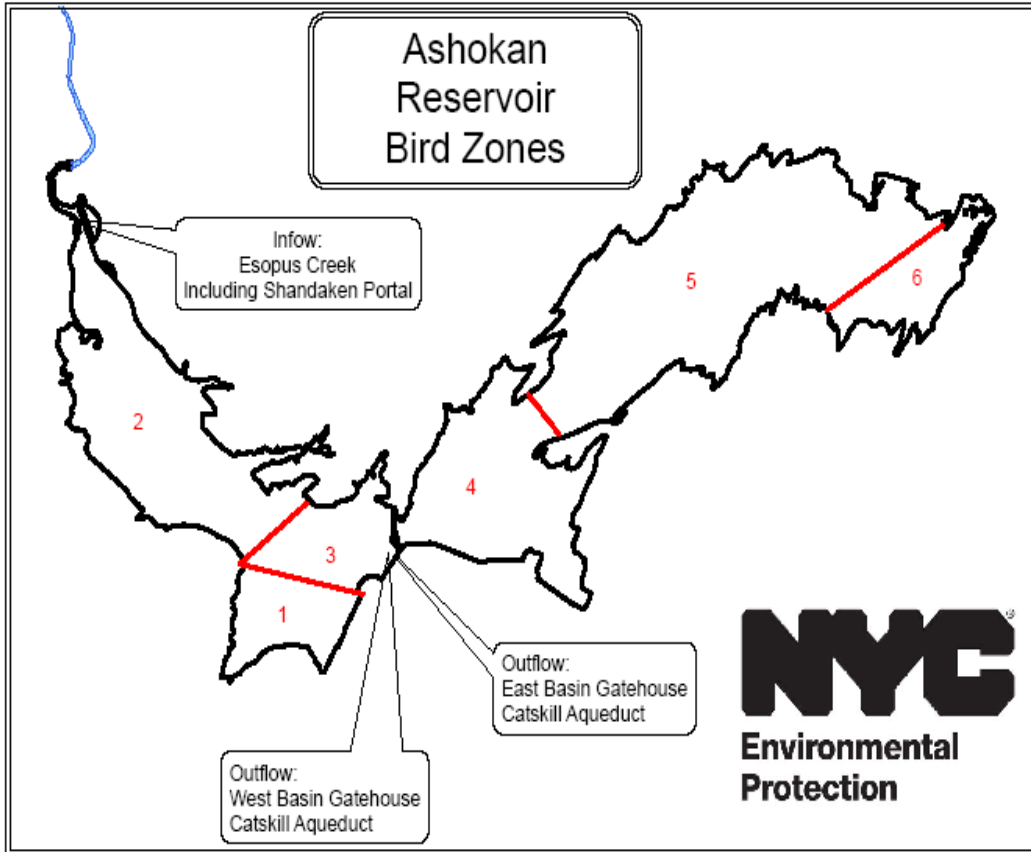 Ashokan
Reservoir
Bird Zones
Infow:
Esopus Creek
Including Shandaken Portal
5
6
2
4
3
1
Outflow:
East Basin Gatehouse
Catskill Aqueduct
Outflow:
West Basin Gatehouse
Catskill Aqueduct
NYC®
Environmental
Protection